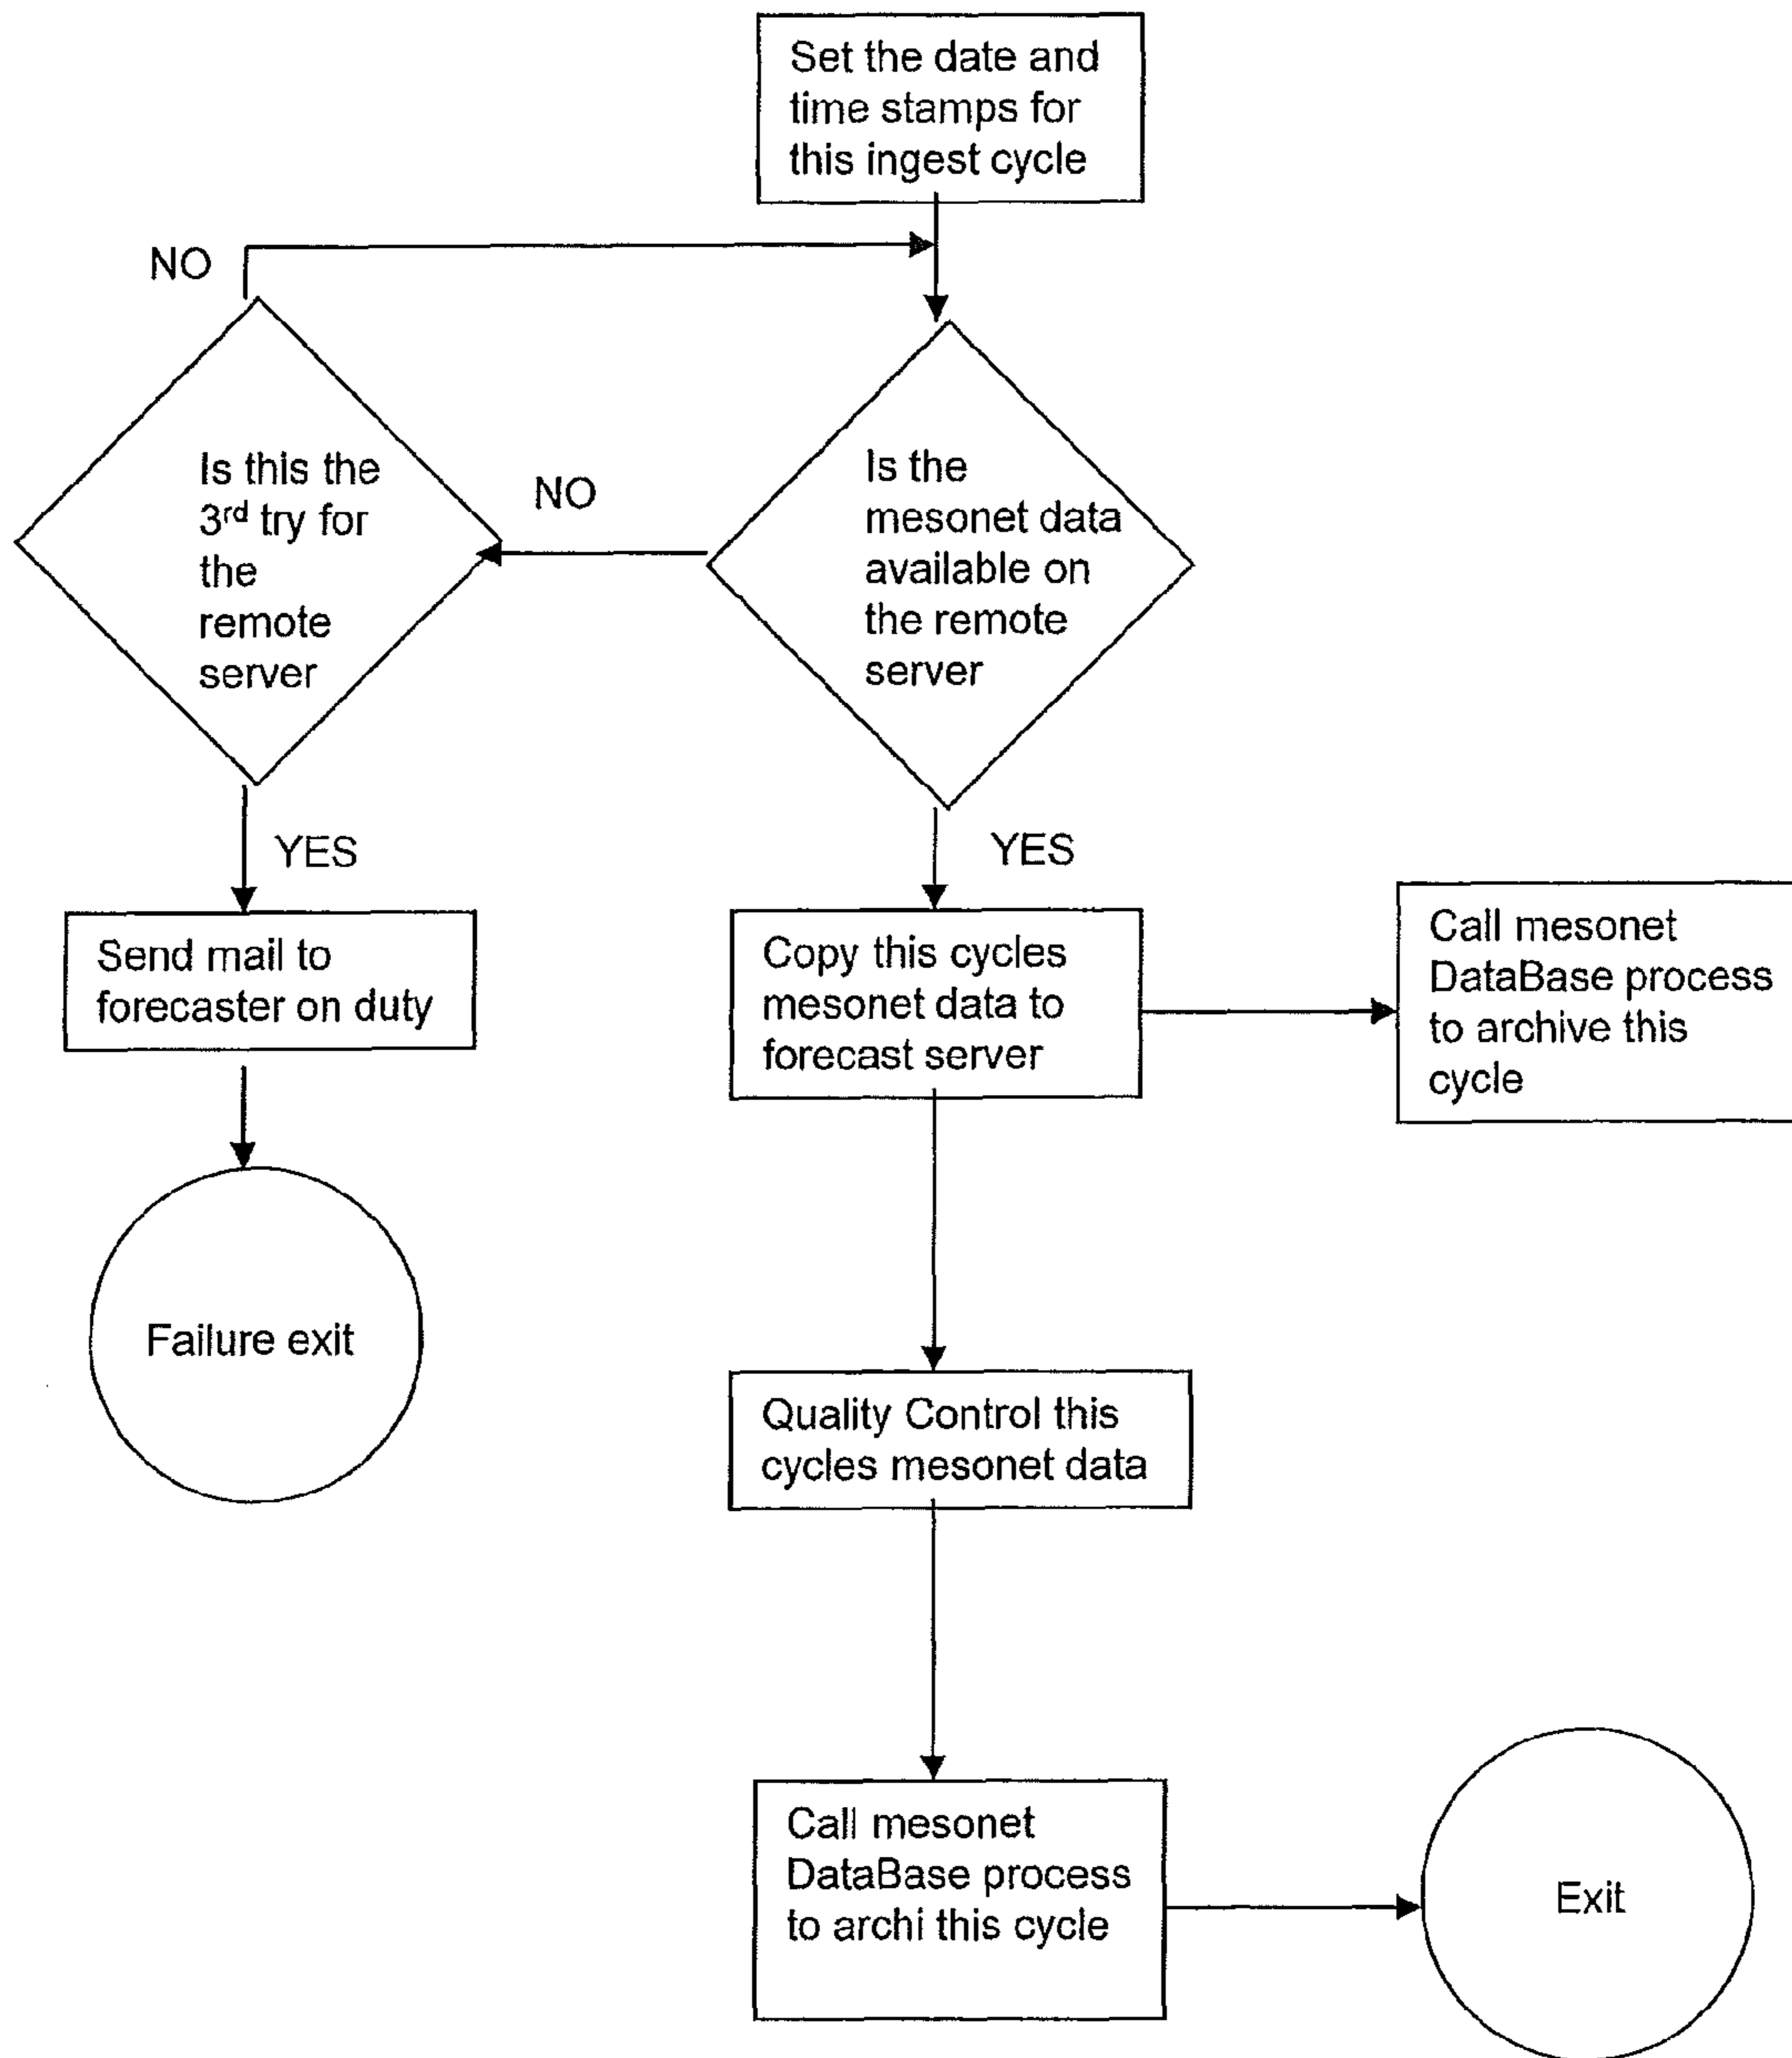 Set the date and
time stamps for
this ingest cycle
NO
Is this the
3rd try for
the
remote
server
NO
Is the
mesonet data
available on
the remote
server
YES
YES
Send mail to
forecaster on duty
Copy this cycles
mesonet data to
forecast server
Call mesonet
DataBase process
to archive this
cycle
Failure exit
Quality Control this
cycles mesonet data
Call mesonet
DataBase process
to archi this cycle
Exit